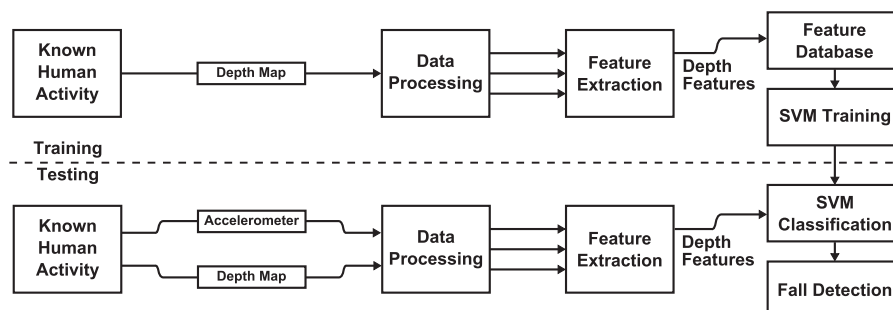 Known
Human
Activity
Depth Map
Data
Processing
Feature
Extraction
Depth
Features
Feature
Database
SVM Training
Training
Testing
Known
Human
Activity
Accelerometer
Depth Map
Data
Processing
Feature
Extraction
Depth
Features
SVM
Classification
Fall Detection